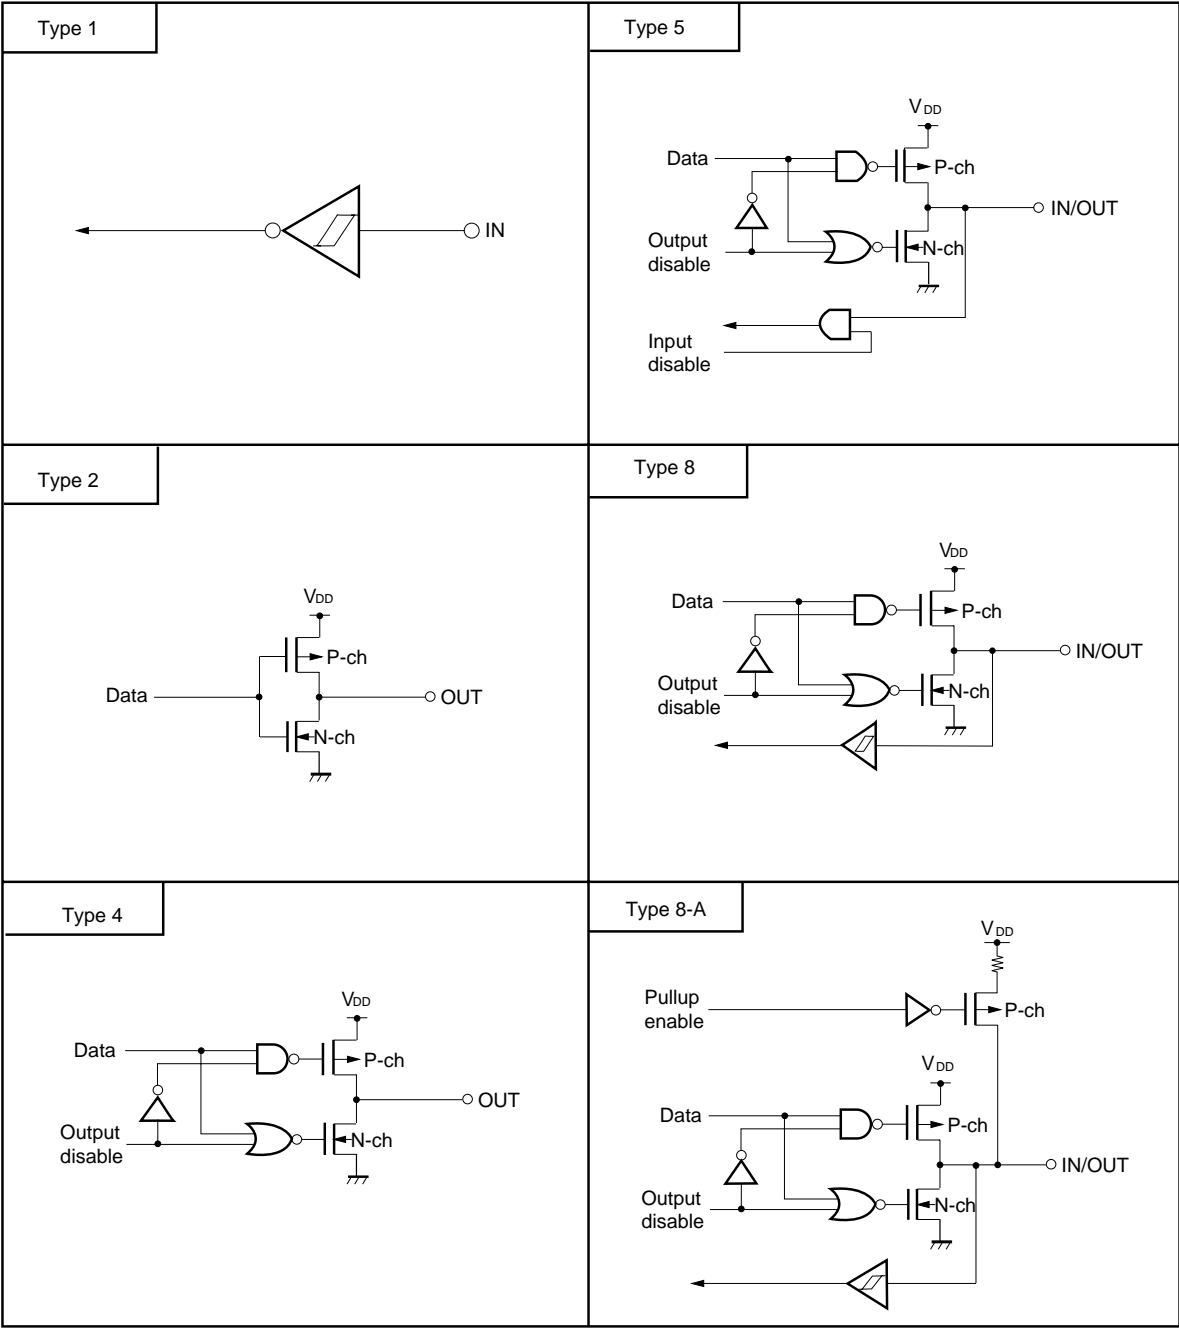 Type 1
IN
Type 5
VDD
Data
P-ch
IN/OUT
Output
disable
N-ch
Input
disable
Type 2
VDD
P-ch
Data
OUT
N-ch
Type 8
VDD
Data
P-ch
IN/OUT
Output
disable
N-ch
Type 4
VDD
Data
P-ch
OUT
Output
disable
N-ch
Type 8-A
VDD
Pullup
enable
P-ch
VDD
Data
P-ch
IN/OUT
Output
disable
N-ch